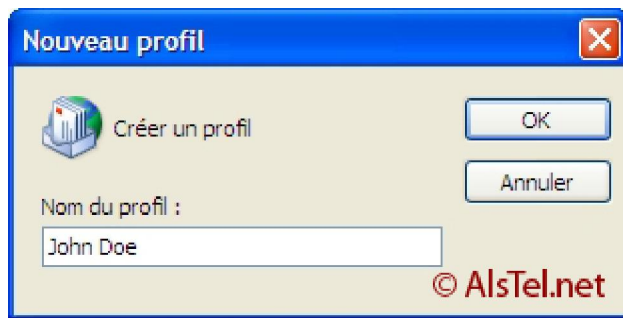 Nouveau profil
Créer un profil
OK
Annuler
Nom du profil :
John Doe
© AlsTel.net